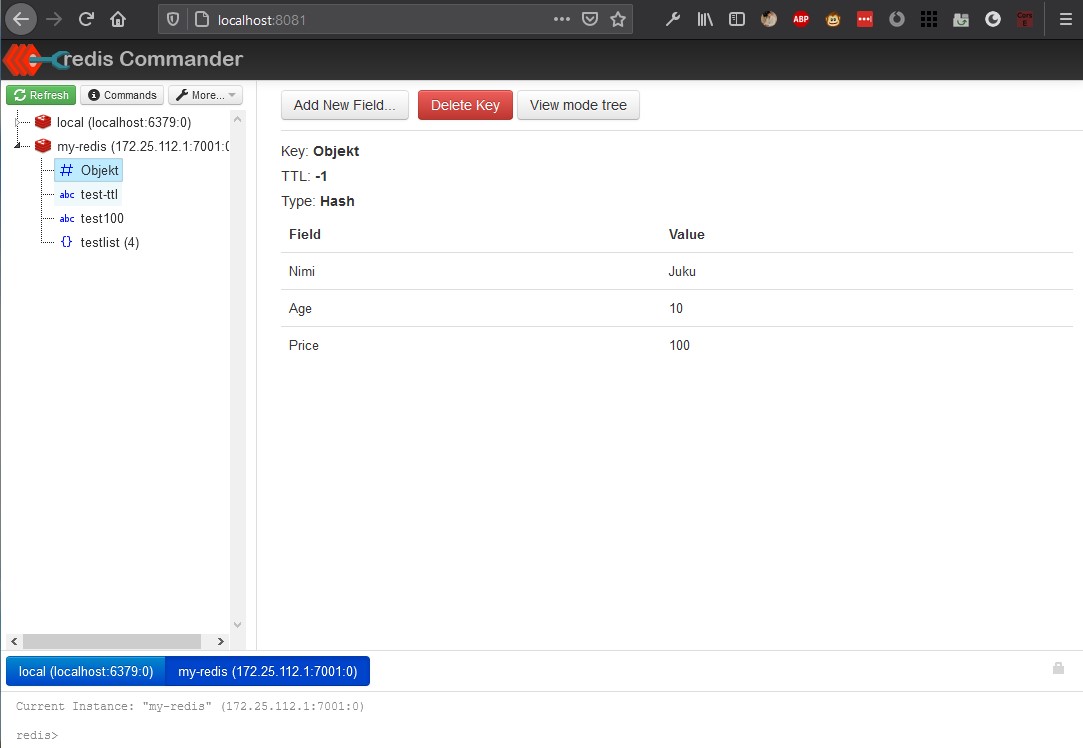 localhost:8081
ABP
redis Commander
Refresh
Commands
More...
local (localhost:6379:0)
my-redis (172.25.112.1:7001:0
# Objekt
abc test-ttl
abc test100
{} testlist (4)
Add New Field...
Delete Key
View mode tree
Key: Objekt
TTL: -1
Type: Hash
Field Value
Nimi Juku
Age 10
Price 100
local (localhost:6379:0)
my-redis (172.25.112.1:7001:0)
Current Instance: "my-redis" (172.25.112.1:7001:0)
redis>